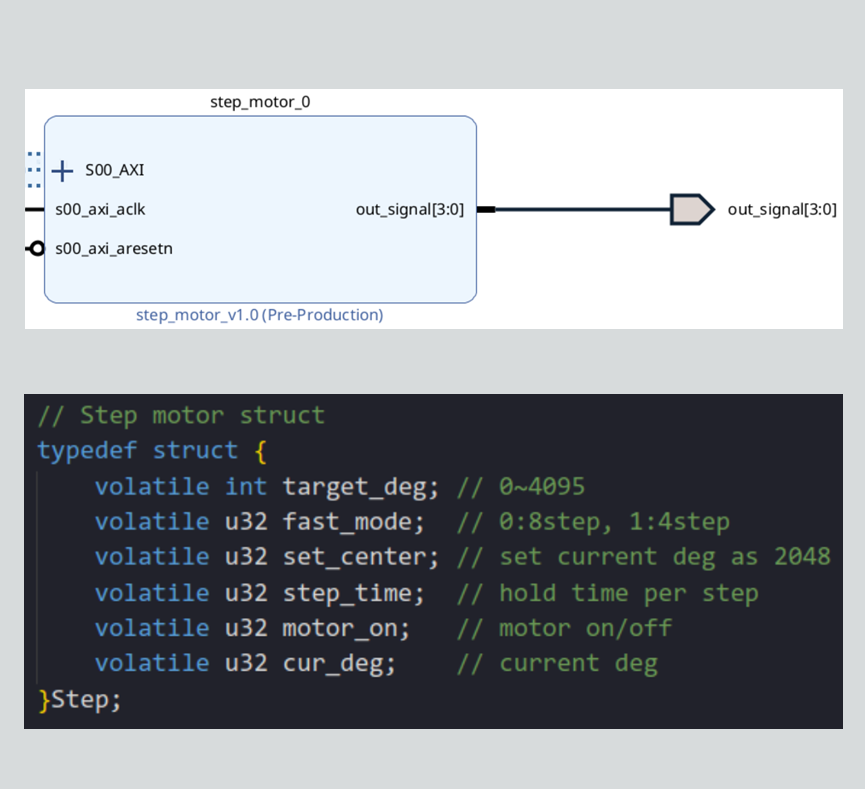 step_motor_0
S00_AXI
s00_axi_aclk
out_signal[3:0]
out_signal[3:0]
s00_axi_aresetn
step_motor_v1.0 (Pre-Production)
// Step motor struct
typedef struct {
    volatile int target_deg; // 0~4095
    volatile u32 fast_mode;  // 0:8step, 1:4step
    volatile u32 set_center; // set current deg as 2048
    volatile u32 step_time;  // hold time per step
    volatile u32 motor_on;   // motor on/off
    volatile u32 cur_deg;    // current deg
}Step;